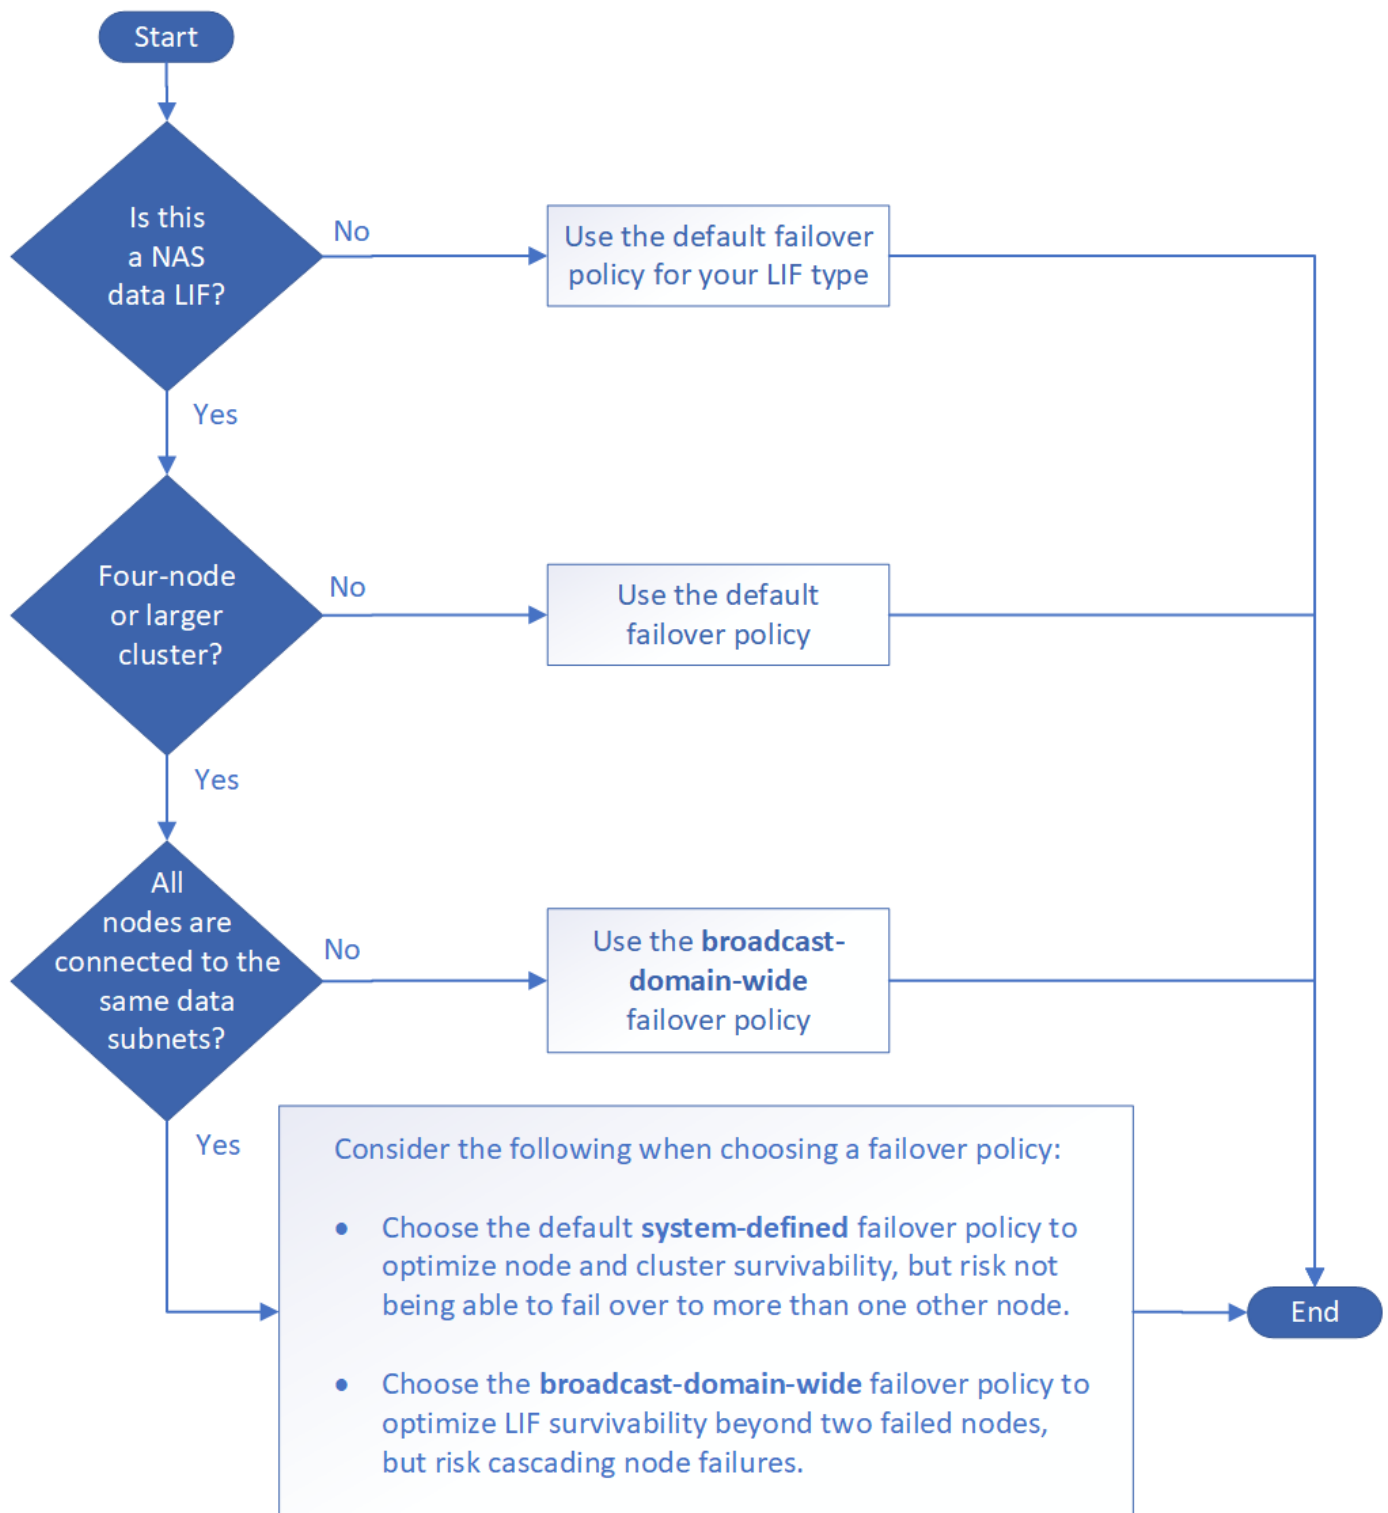 Start
Is this
a NAS
data LIF?
No
Use the default failover
policy for your LIF type
Yes
Four-node
or larger
cluster?
No
Use the default
failover policy
Yes
All
nodes are
connected to the
same data
subnets?
No
Use the broadcast-
domain-wide
failover policy
Yes
Consider the following when choosing a failover policy:
• Choose the default system-defined failover policy to
optimize node and cluster survivability, but risk not
being able to fail over to more than one other node.
• Choose the broadcast-domain-wide failover policy to
optimize LIF survivability beyond two failed nodes,
but risk cascading node failures.
End